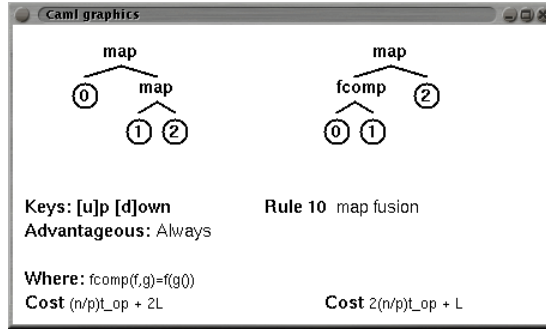 Caml graphics
map map
0 map fcomp 2
1 2 0 1
Keys: [u]p [d]own Rule 10 map fusion
Advantageous: Always
Where: fcomp(f,g)=f(g())
Cost (n/p)t_op + 2L Cost 2(n/p)t_op + L